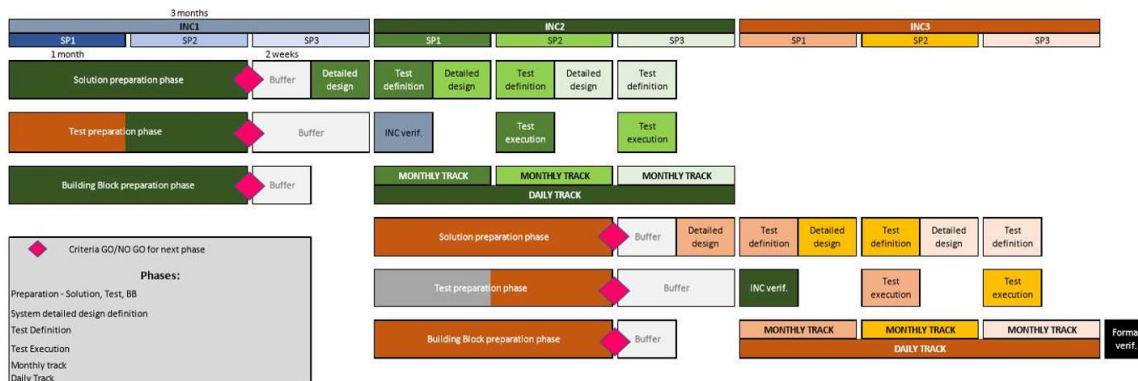 3 months
INC1 INC2 INC3
SP1 SP2 SP3 SP1 SP2 SP3 SP1 SP2 SP3
1 month 2 weeks
Solution preparation phase Buffer Detailed design Test definition Detailed design Test definition Detailed design Test definition
Test preparation phase Buffer INC verif. Test execution Test execution
Building Block preparation phase Buffer MONTHLY TRACK MONTHLY TRACK MONTHLY TRACK
DAILY TRACK
Solution preparation phase Buffer Detailed design Test definition Detailed design Test definition Detailed design Test definition
Criteria GO/NO GO for next phase
Phases:
Preparation - Solution, Test, BB
System detailed design definition
Test Definition
Test Execution
Monthly track
Daily Track
Test preparation phase Buffer INC verif. Test execution Test execution
Building Block preparation phase Buffer MONTHLY TRACK MONTHLY TRACK MONTHLY TRACK
DAILY TRACK
Forma
verif.